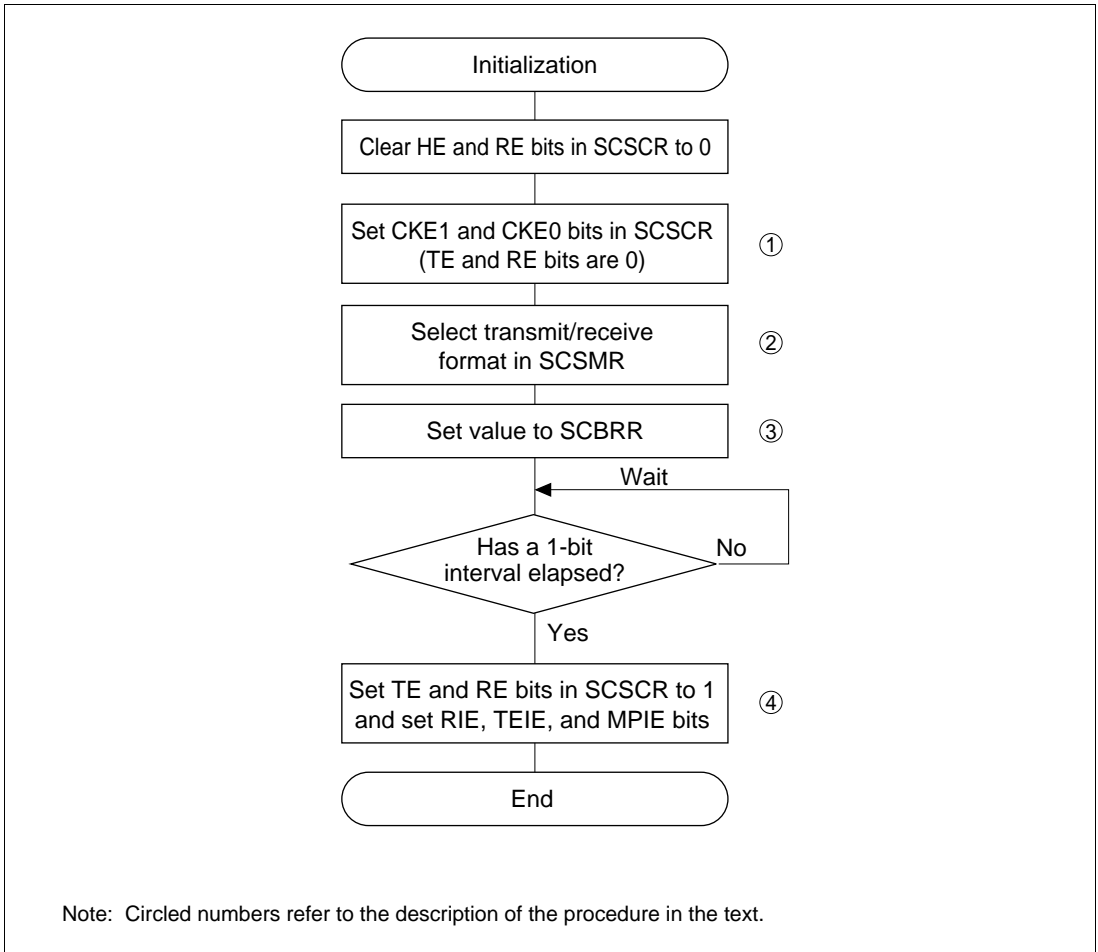 Initialization
Clear HE and RE bits in SCSCR to 0
Set CKE1 and CKE0 bits in SCSCR
(TE and RE bits are 0)
①
Select transmit/receive
format in SCSMR
②
Set value to SCBRR
③
Wait
Has a 1-bit
interval elapsed?
No
Yes
Set TE and RE bits in SCSCR to 1
and set RIE, TEIE, and MPIE bits
④
End
Note: Circled numbers refer to the description of the procedure in the text.